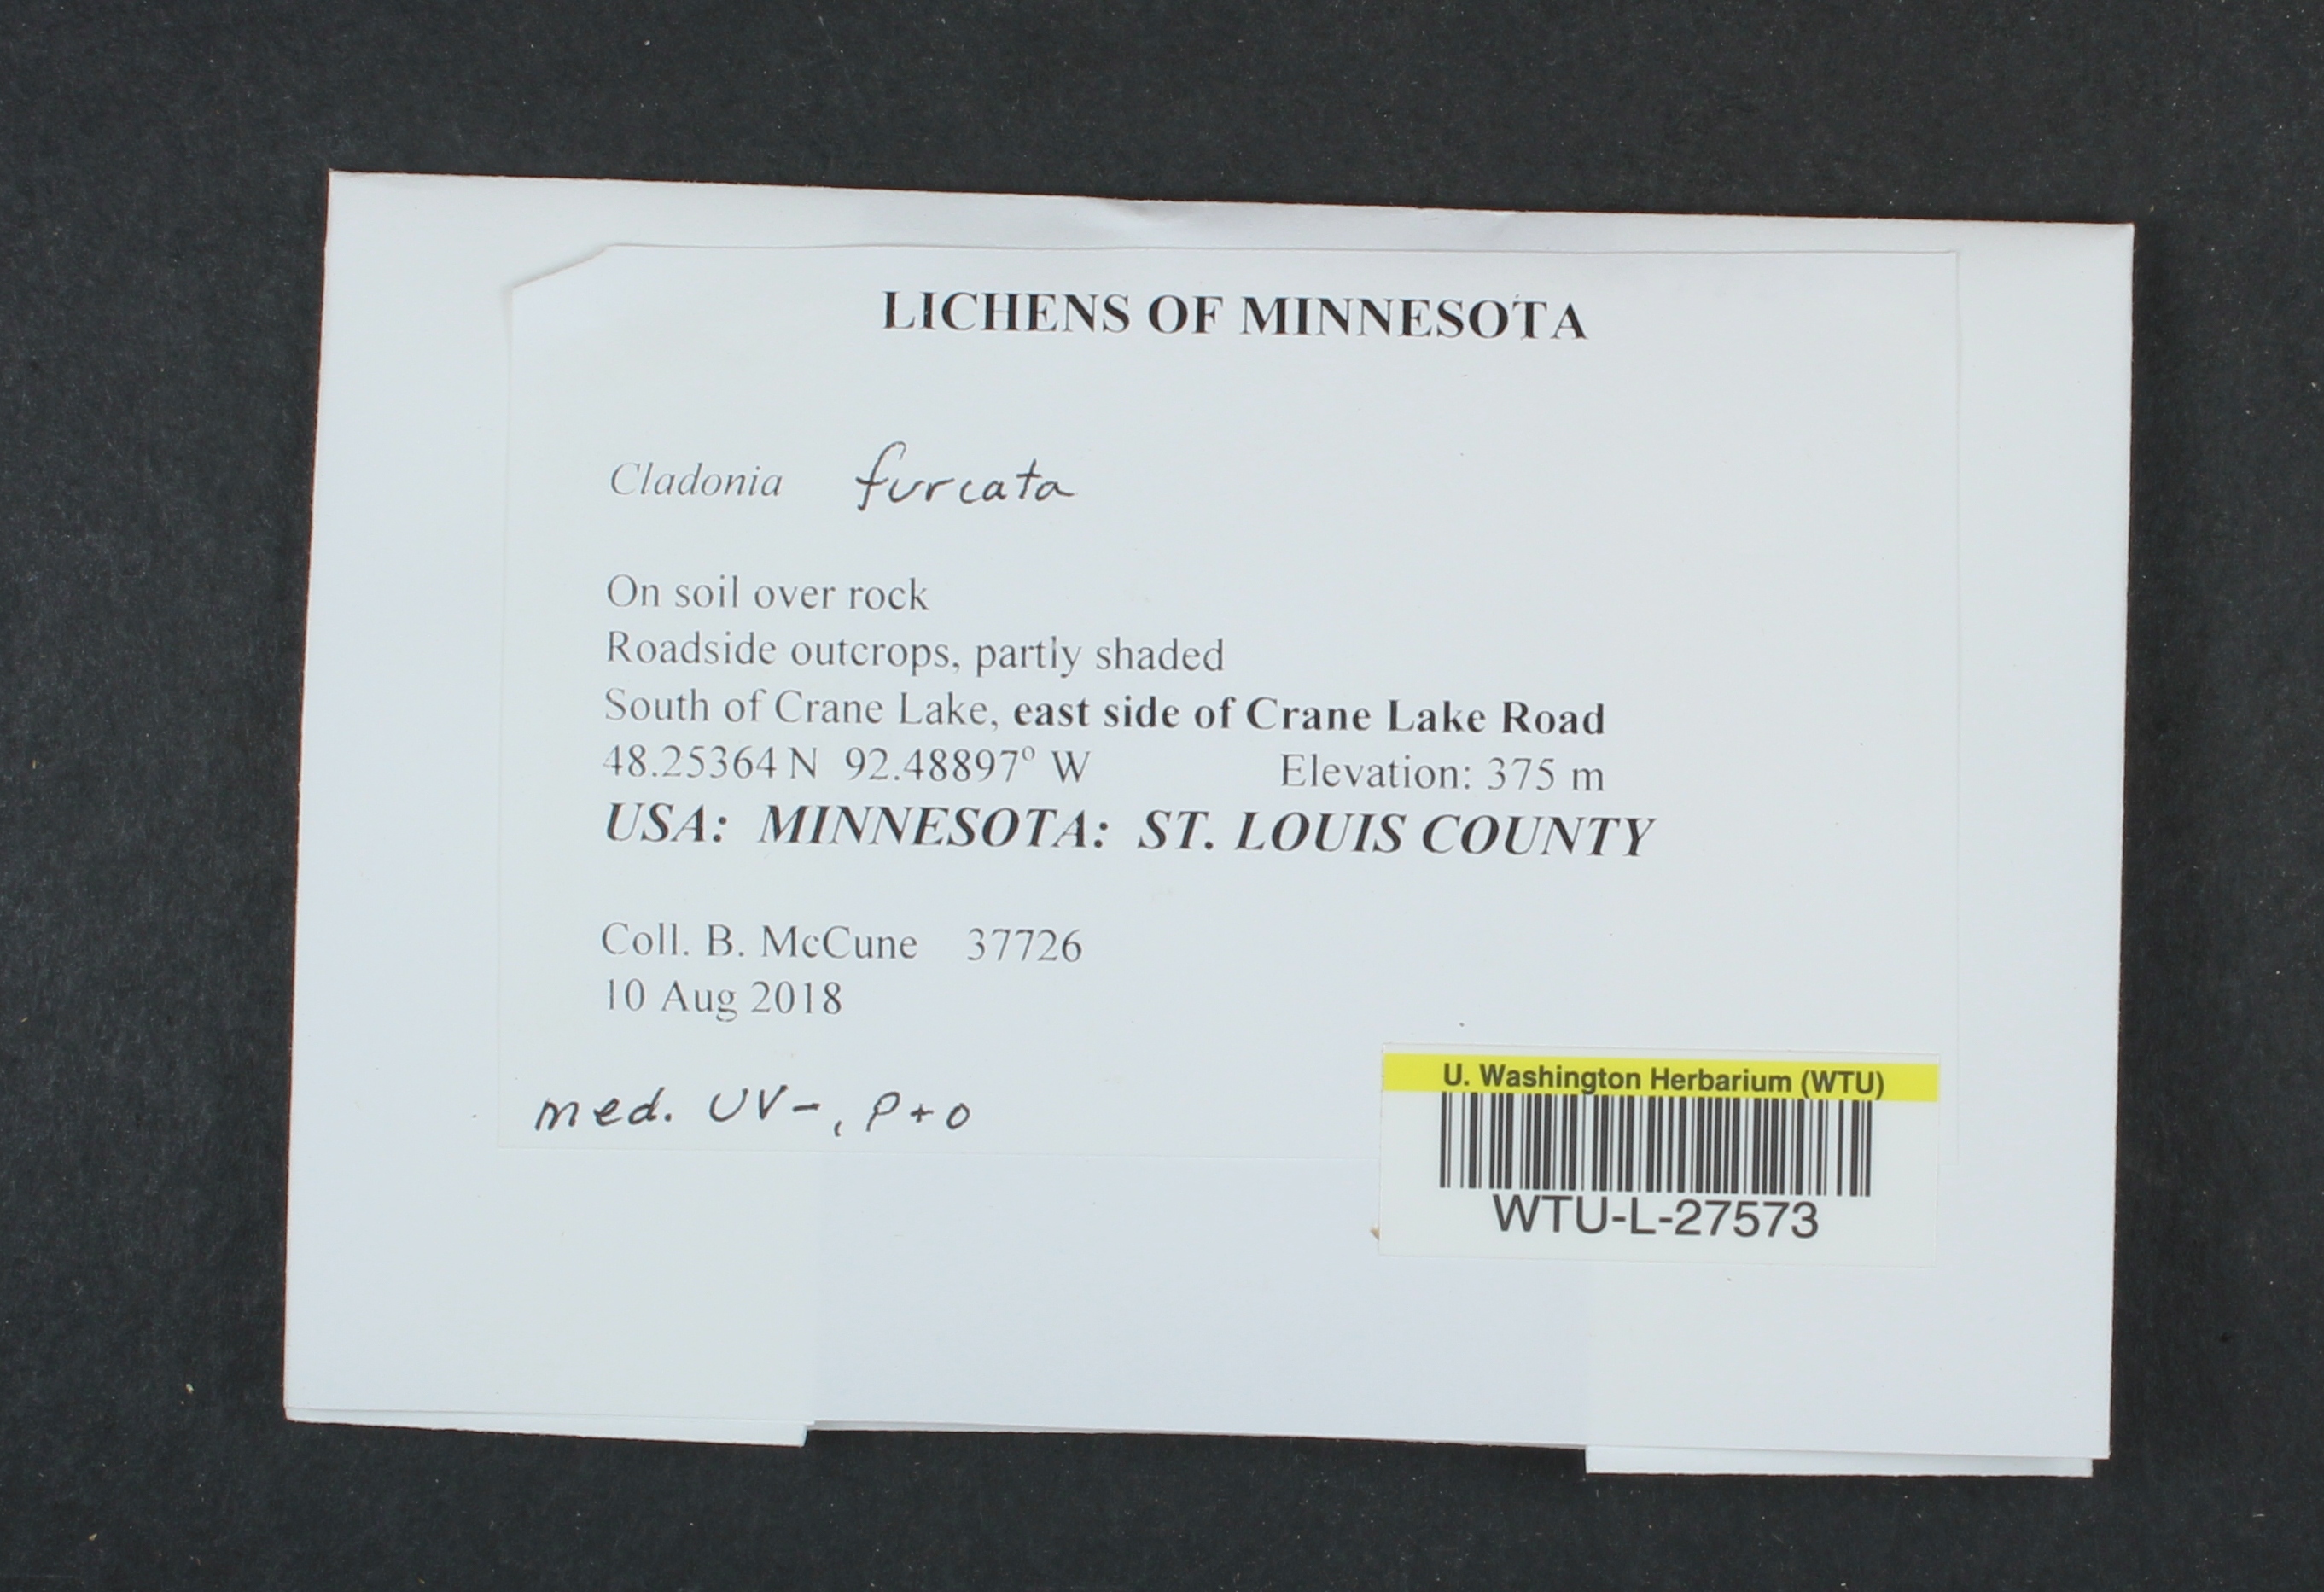 LICHENS OF MINNESOTA
Cladonia furcata
On soil over rock
Roadside outcrops, partly shaded
South of Crane Lake, east side of Crane Lake Road
48.25364 N 92.48897° W Elevation: 375 m
USA: MINNESOTA: ST. LOUIS COUNTY
Coll. B. McCune 37726
10 Aug 2018
med. UV-, P+O
U. Washington Herbarium (WTU)
WTU-L-27573